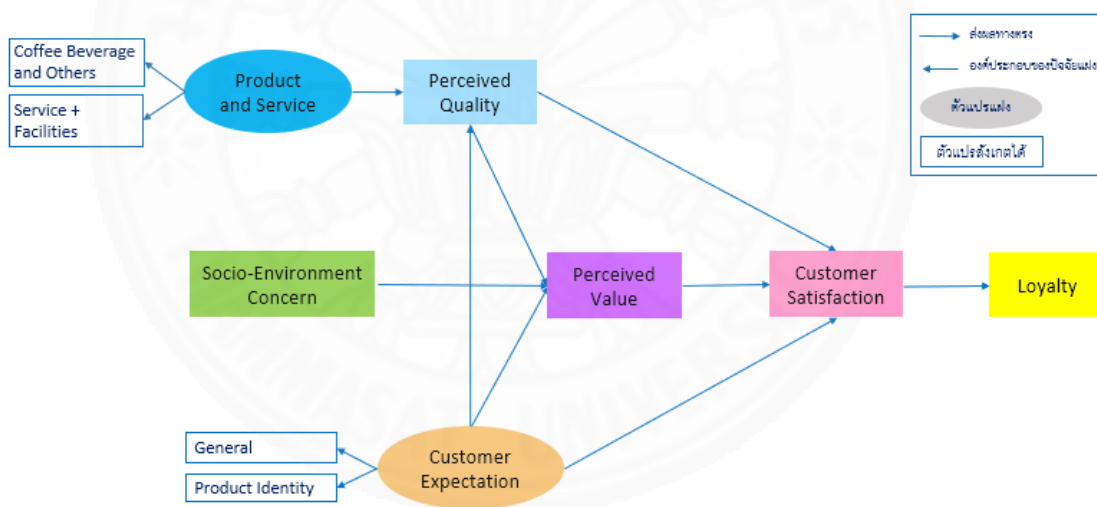 Coffee Beverage
and Others
Service +
Facilities
Product
and Service
Perceived
Quality
ส่งผลทางตรง
องค์ประกอบของปัจจัยแฝง
ตัวแปรแฝง
ตัวแปรสังเกตได้
Socio-Environment
Concern
Perceived
Value
Customer
Satisfaction
Loyalty
General
Product Identity
Customer
Expectation